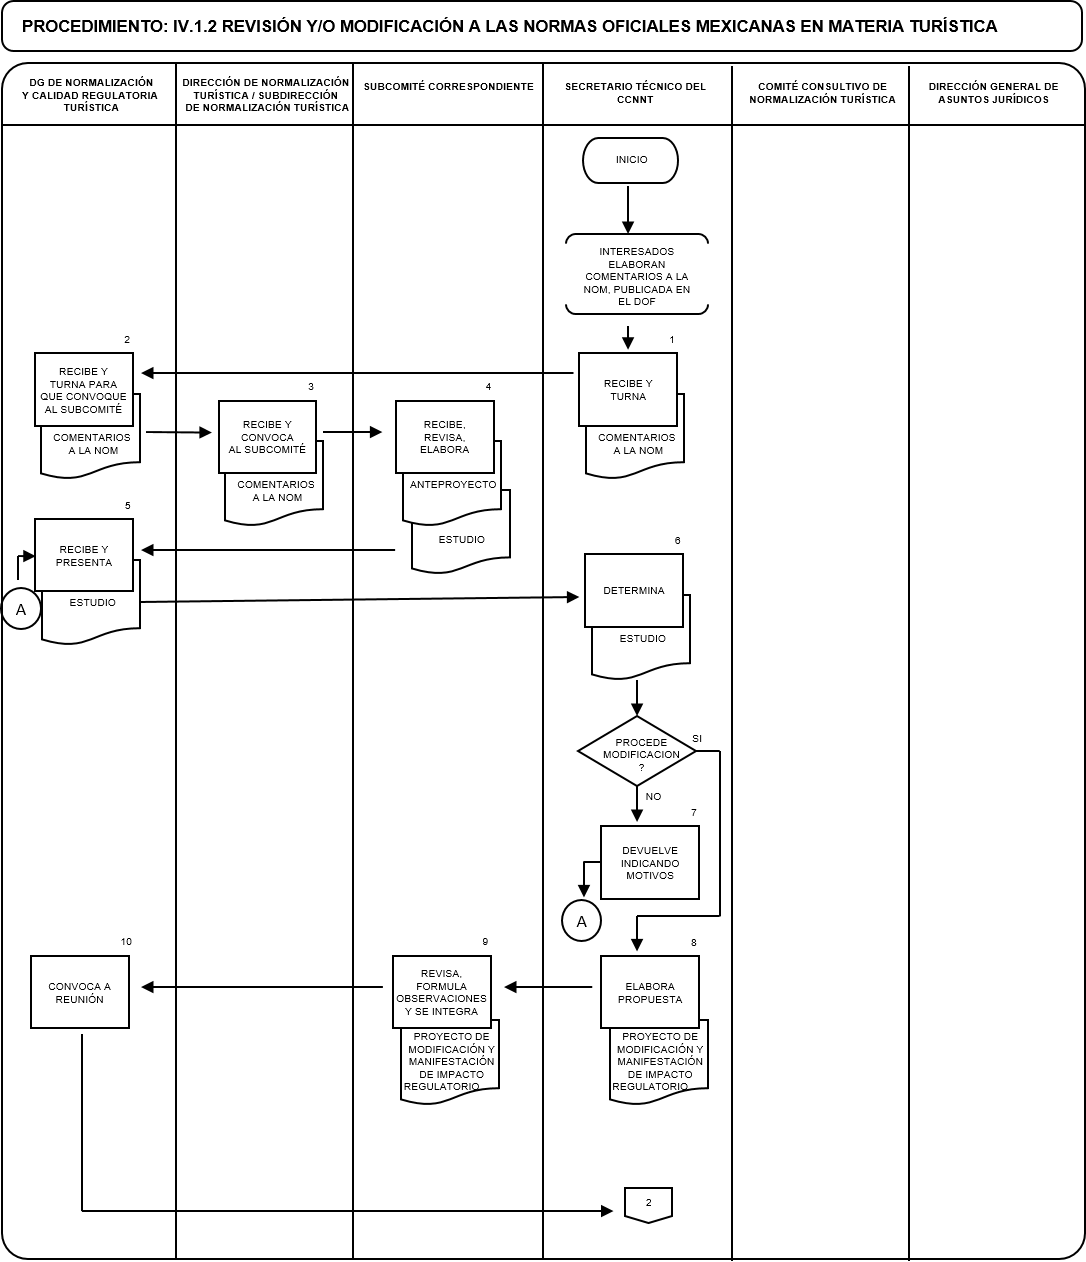 PROCEDIMIENTO: IV.1.2 REVISIÓN Y/O MODIFICACIÓN A LAS NORMAS OFICIALES MEXICANAS EN MATERIA TURÍSTICA
DG DE NORMALIZACIÓN
Y CALIDAD REGULATORIA
TURÍSTICA
DIRECCIÓN DE NORMALIZACIÓN
TURÍSTICA / SUBDIRECCIÓN
DE NORMALIZACIÓN TURÍSTICA
SUBCOMITÉ CORRESPONDIENTE
SECRETARIO TÉCNICO DEL
CCNNT
COMITÉ CONSULTIVO DE
NORMALIZACIÓN TURÍSTICA
DIRECCIÓN GENERAL DE
ASUNTOS JURÍDICOS
INICIO
INTERESADOS
ELABORAN
COMENTARIOS A LA
NOM, PUBLICADA EN
EL DOF
1
RECIBE Y
TURNA
COMENTARIOS
A LA NOM
2
RECIBE Y
TURNA PARA
QUE CONVOQUE
AL SUBCOMITÉ
COMENTARIOS
A LA NOM
3
RECIBE Y
CONVOCA
AL SUBCOMITÉ
COMENTARIOS
A LA NOM
4
RECIBE,
REVISA,
ELABORA
ANTEPROYECTO
ESTUDIO
5
RECIBE Y
PRESENTA
ESTUDIO
A
6
DETERMINA
ESTUDIO
PROCEDE
MODIFICACION
?
SI
NO
7
DEVUELVE
INDICANDO
MOTIVOS
A
8
ELABORA
PROPUESTA
PROYECTO DE
MODIFICACIÓN Y
MANIFESTACIÓN
DE IMPACTO
REGULATORIO
9
REVISA,
FORMULA
OBSERVACIONES
Y SE INTEGRA
PROYECTO DE
MODIFICACIÓN Y
MANIFESTACIÓN
DE IMPACTO
REGULATORIO
10
CONVOCA A
REUNIÓN
2